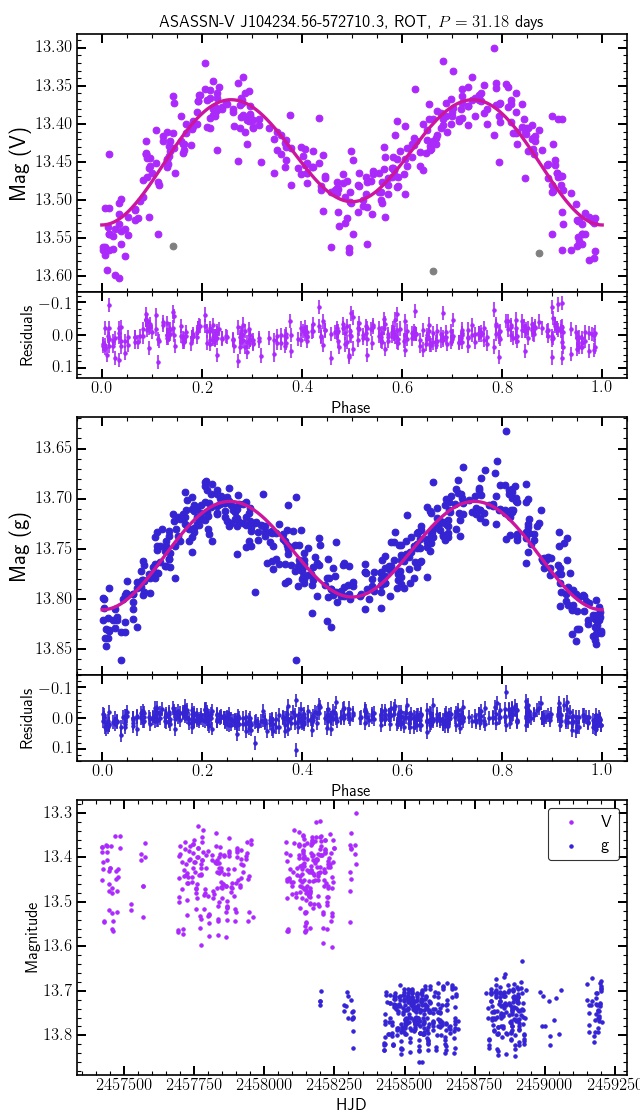 ASASSN-V J104234.56-572710.3, ROT, P = 31.18 days
13.30
13.35
13.40
13.45
13.50
13.55
13.60
Mag (V)
−0.1
0.0
0.1
Residuals
0.0 0.2 0.4 0.6 0.8 1.0
Phase
13.65
13.70
13.75
13.80
13.85
Mag (g)
−0.1
0.0
0.1
Residuals
0.0 0.2 0.4 0.6 0.8 1.0
Phase
13.3
13.4
13.5
13.6
13.7
13.8
Magnitude
V
g
2457500 2457750 2458000 2458250 2458500 2458750 2459000 2459250
HJD